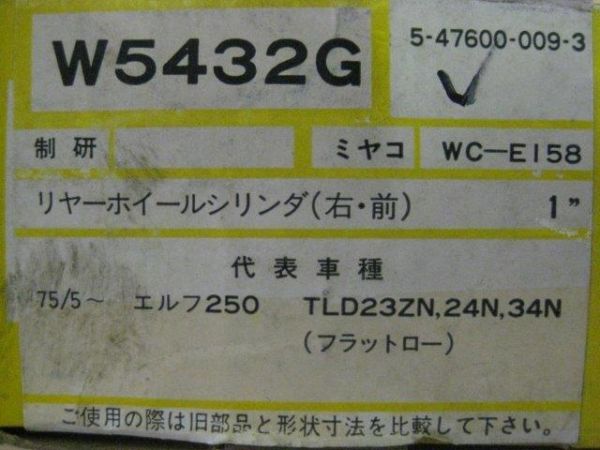 W5432G
5-47600-009-3
制研 ミヤコ WC-E158
リヤーホイールシリンダ(右・前) 1"
代表車種
75/5~ エルフ250 TLD23ZN,24N,34N
(フラットロー)
ご使用の際は旧部品と形状寸法を比較して下さい。